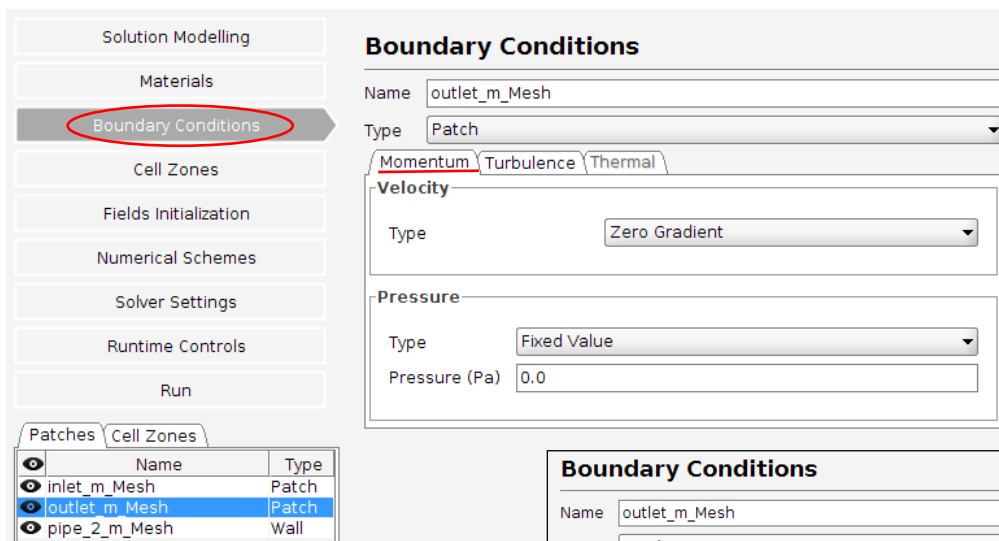 Solution Modelling
Materials
Boundary Conditions
Cell Zones
Fields Initialization
Numerical Schemes
Solver Settings
Runtime Controls
Run
Patches Cell Zones
Name Type
inlet_m_Mesh Patch
outlet_m_Mesh Patch
pipe_2_m_Mesh Wall
Boundary Conditions
Name outlet_m_Mesh
Type Patch
Momentum Turbulence Thermal
Velocity
Type Zero Gradient
Pressure
Type Fixed Value
Pressure (Pa) 0.0
Boundary Conditions
Name outlet_m_Mesh